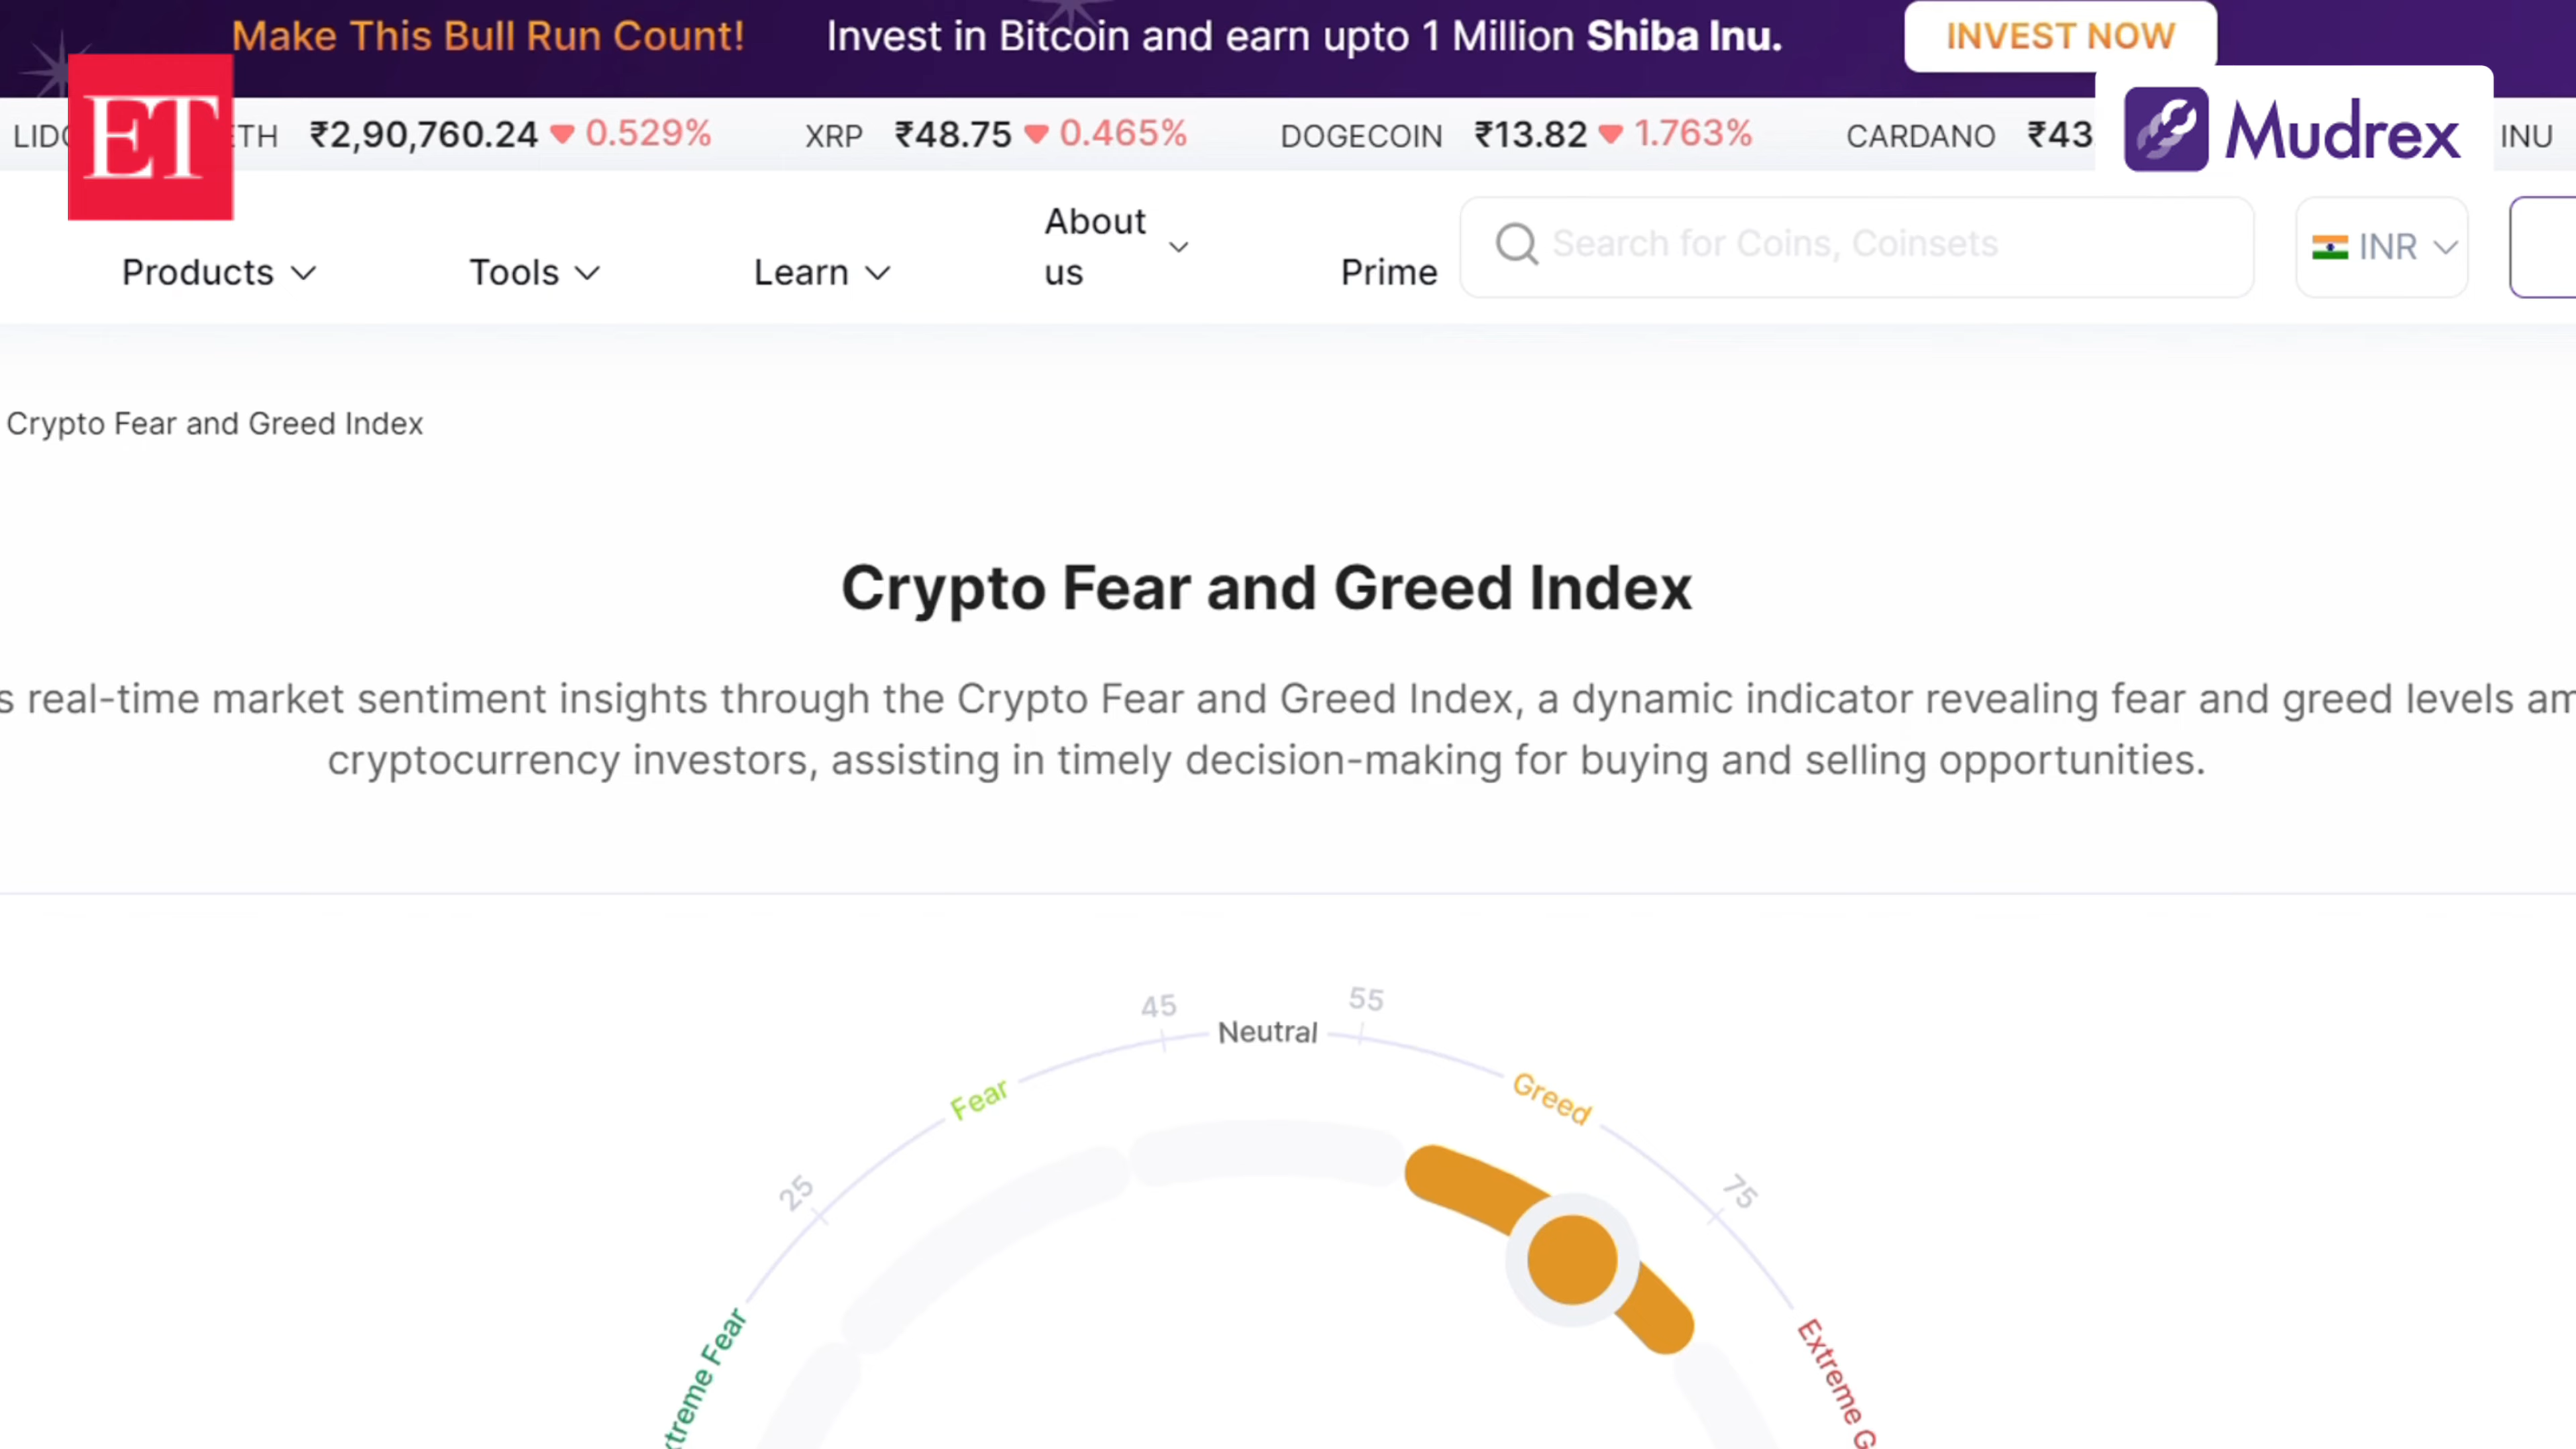 Make This Bull Run Count! Invest in Bitcoin and earn upto 1 Million Shiba Inu. INVEST NOW
ET
Mudrex
ETH ₹2,90,760.24 0.529% XRP ₹48.75 0.465% DOGECOIN ₹13.82 1.763% CARDANO ₹43 INU
Products Tools Learn About us Prime Search for Coins, Coinsets INR
Crypto Fear and Greed Index
Crypto Fear and Greed Index
s real-time market sentiment insights through the Crypto Fear and Greed Index, a dynamic indicator revealing fear and greed levels am
cryptocurrency investors, assisting in timely decision-making for buying and selling opportunities.
45 55
Neutral
Fear Greed
25 75
xtreme Fear Extreme G